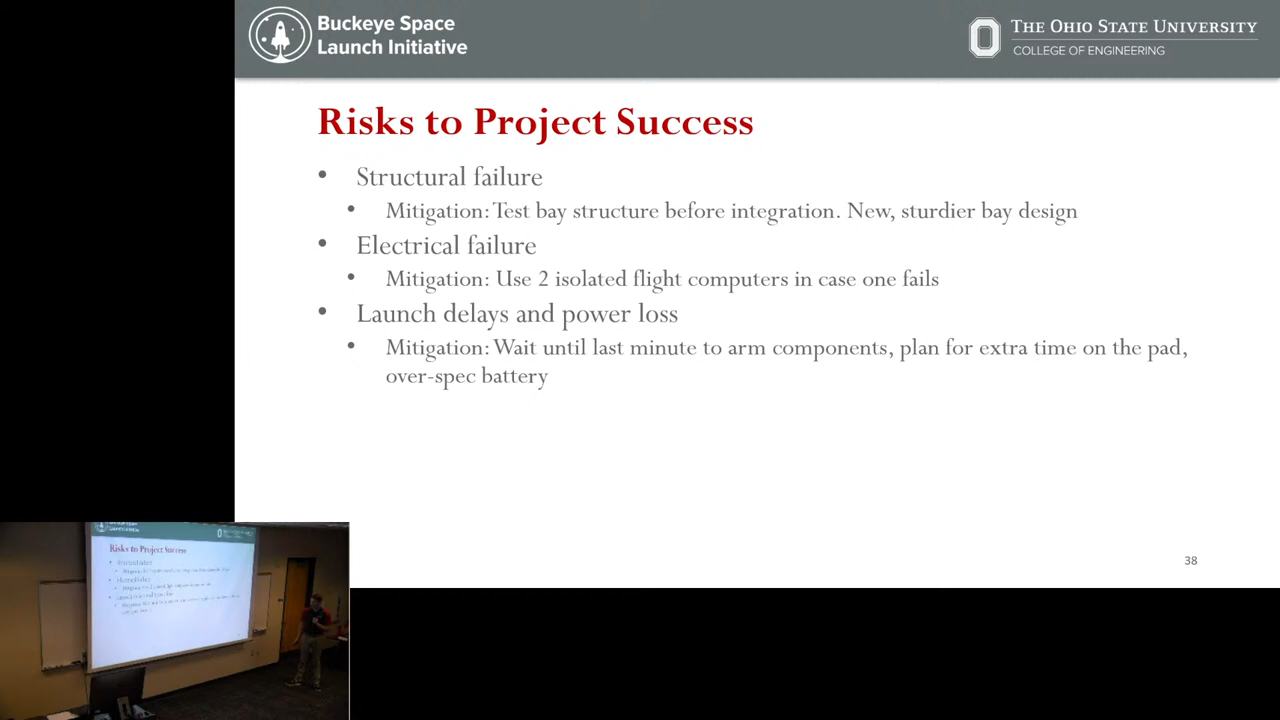 Buckeye Space
Launch Initiative
THE OHIO STATE UNIVERSITY
COLLEGE OF ENGINEERING
Risks to Project Success
• Structural failure
• Mitigation: Test bay structure before integration. New, sturdier bay design
• Electrical failure
• Mitigation: Use 2 isolated flight computers in case one fails
• Launch delays and power loss
• Mitigation: Wait until last minute to arm components, plan for extra time on the pad,
over-spec battery
38
Risks to Project Success